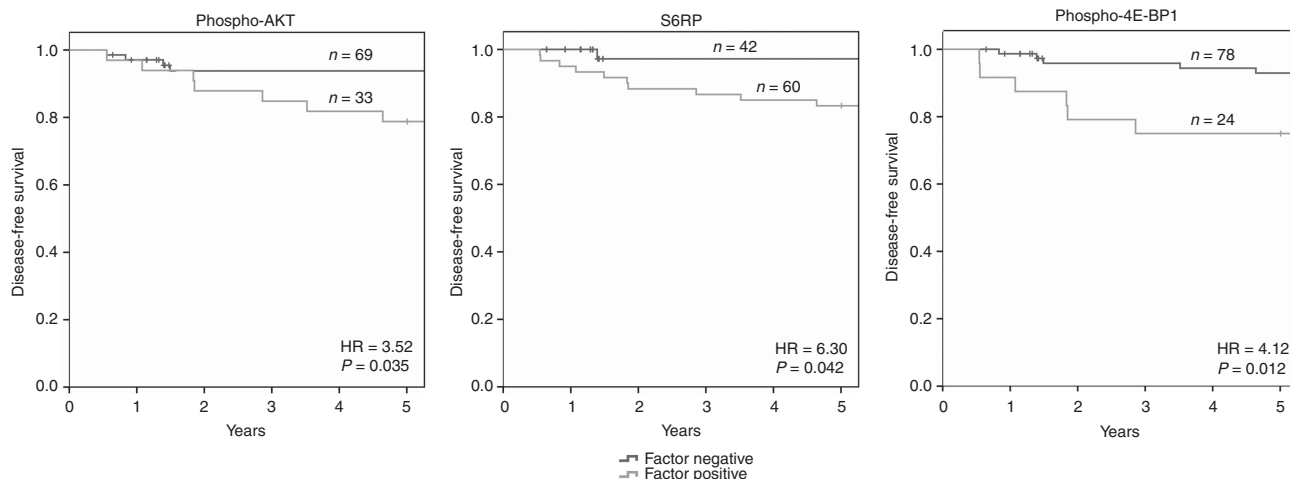 Phospho-AKT
Disease-free survival
1.0
0.8
0.6
0.4
0.2
0.0
n = 69
n = 33
HR = 3.52
P = 0.035
0 1 2 3 4 5
Years
S6RP
Disease-free survival
1.0
0.8
0.6
0.4
0.2
0.0
n = 42
n = 60
HR = 6.30
P = 0.042
0 1 2 3 4 5
Years
Phospho-4E-BP1
Disease-free survival
1.0
0.8
0.6
0.4
0.2
0.0
n = 78
n = 24
HR = 4.12
P = 0.012
0 1 2 3 4 5
Years
Factor negative
Factor positive